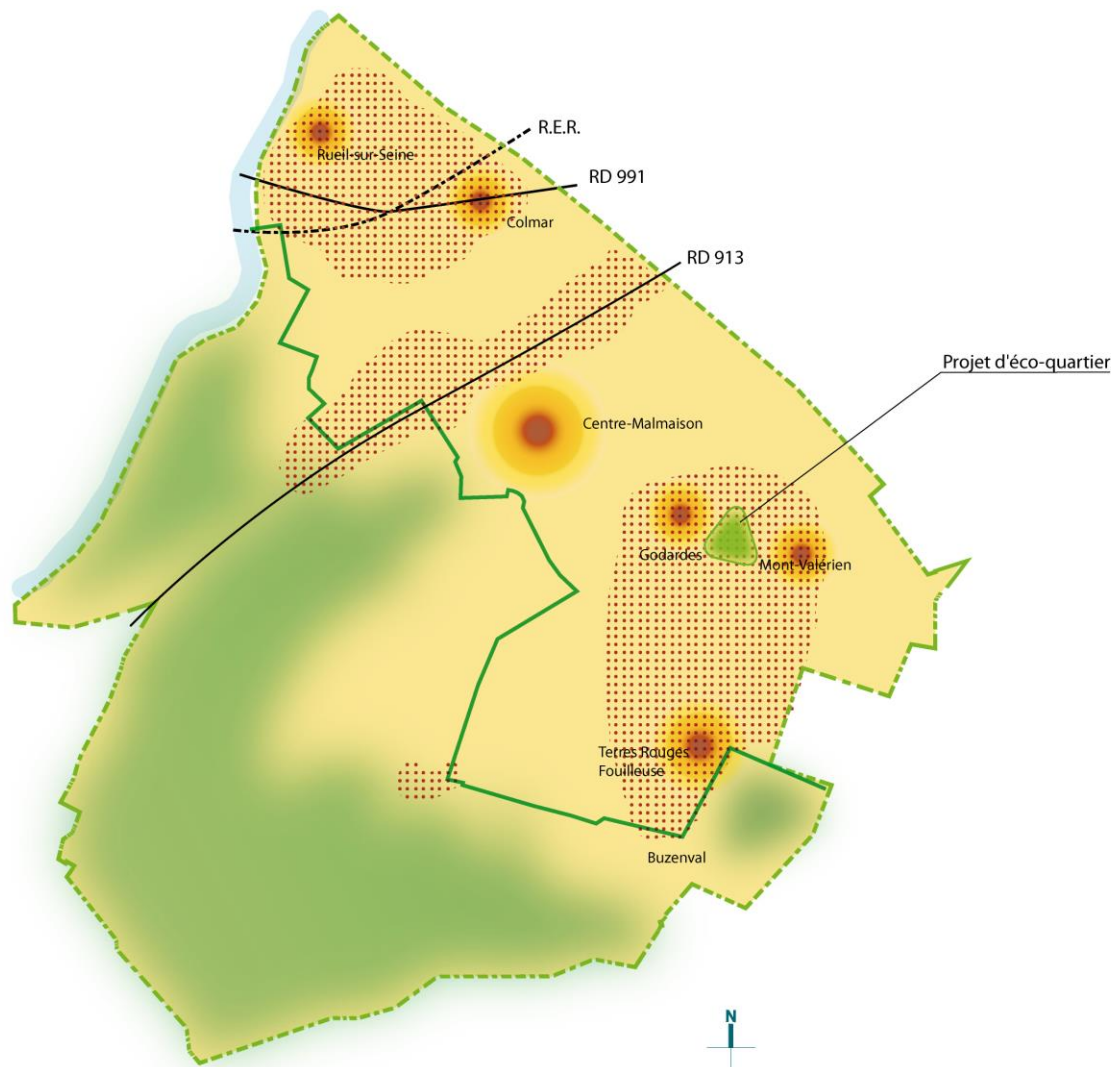 R.E.R.
Rueil-sur-Seine
RD 991
Colmar
RD 913
Projet d'éco-quartier
Centre-Malmaison
Godardes
Mont-Valérien
Terres Rouges
Fouilleuse
Buzenval
N